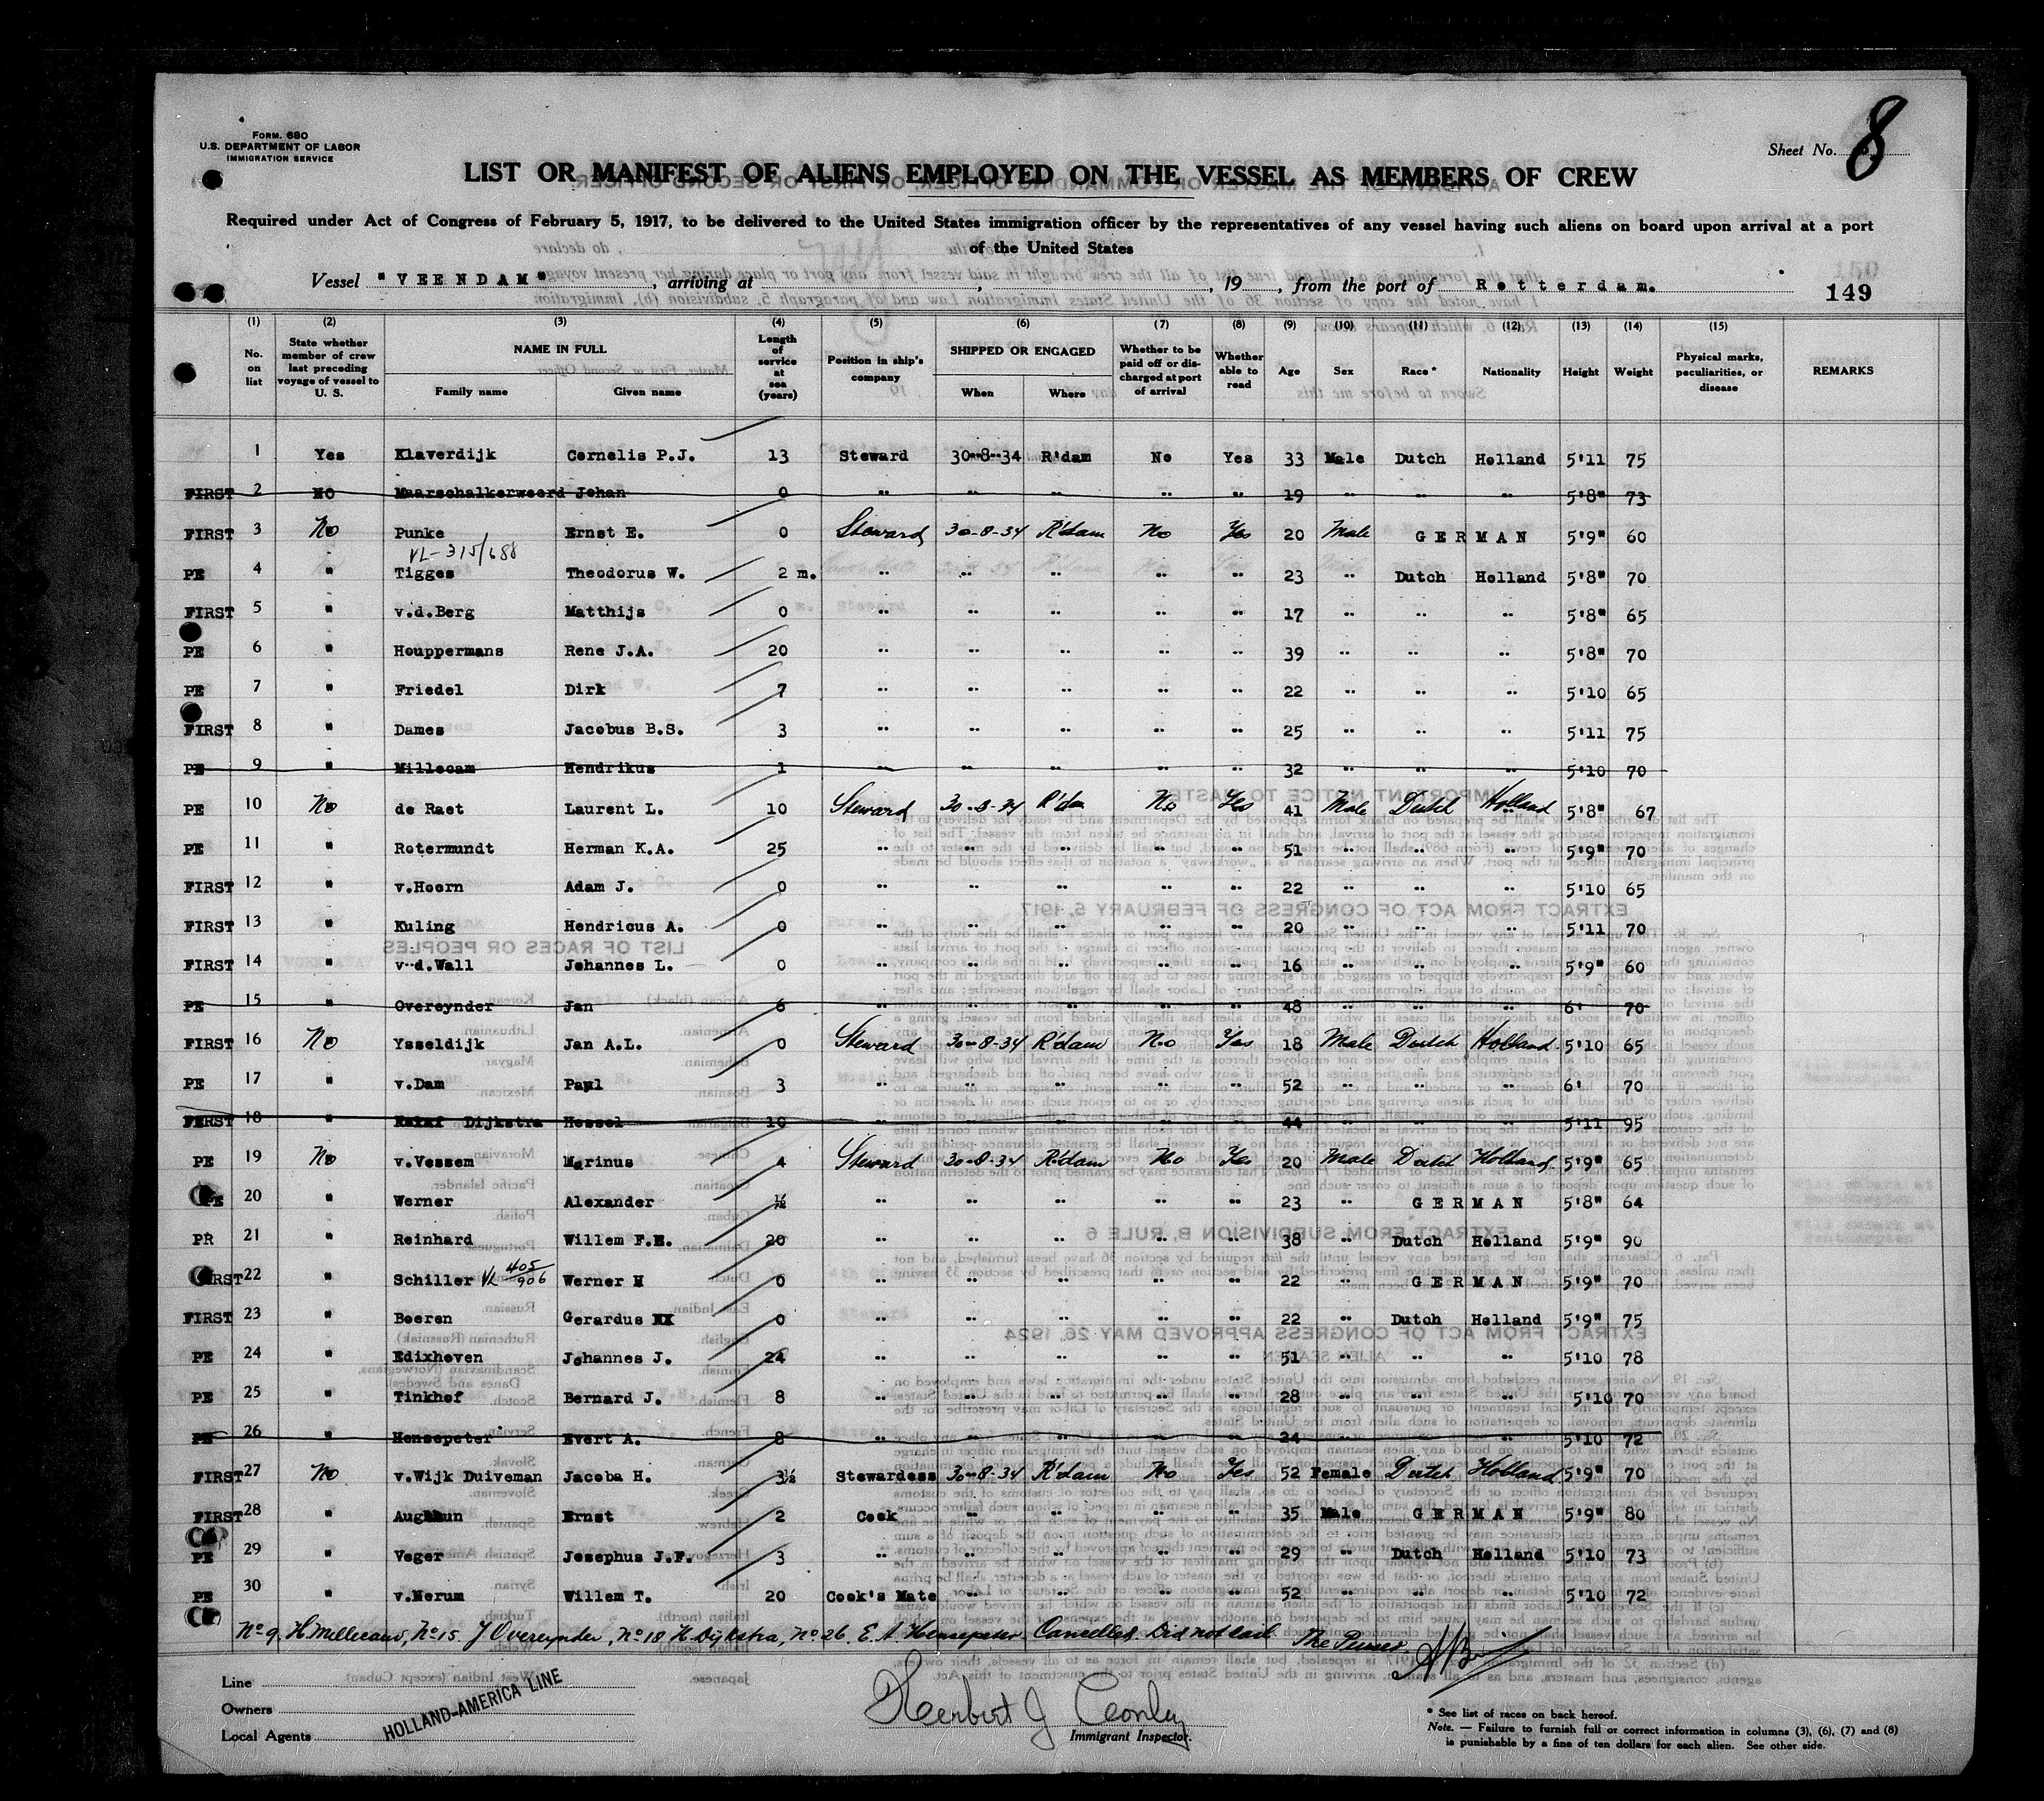 FORM. 680
U.S. DEPARTMENT OF LABOR
IMMIGRATION SERVICE
Sheet No. 8
LIST OR MANIFEST OF ALIENS EMPLOYED ON THE VESSEL AS MEMBERS OF CREW
Required under Act of Congress of February 5, 1917, to be delivered to the United States immigration officer by the representatives of any vessel having such aliens on board upon arrival at a port
of the United States
Vessel "VEENDAM", arriving at , , 19 , from the port of Rotterdam.
149
(1) (2) (3) (4) (5) (6) (7) (8) (9) (10) (11) (12) (13) (14) (15)
No. on list | State whether member of crew last preceding voyage of vessel to U. S. | NAME IN FULL Family name Given name | Length of service at sea (years) | Position in ship's company | SHIPPED OR ENGAGED When Where | Whether to be paid off or discharged at port of arrival | Whether able to read | Age | Sex | Race* | Nationality | Height | Weight | Physical marks, peculiarities, or disease | REMARKS
1 Yes Klaverdijk Cornelis P.J. 13 Steward 30-8-34 R'dam No Yes 33 Male Dutch Holland 5'11 75
FIRST 2 NO Maarschalkerweerd Johan 0 " " " " " 19 " " " 5'8" 73
FIRST 3 No Punke Ernst E. 0 Steward 30-8-34 R'dam No Yes 20 Male GERMAN 5'9" 60
VL-315/688
PE 4 " Tigges Theodorus W. 2 m. " " " " " 23 " Dutch Holland 5'8" 70
FIRST 5 " v.d.Berg Matthijs 0 " " " " " 17 " " " 5'8" 65
PE 6 " Houppermans Rene J.A. 20 " " " " " 39 " " " 5'8" 70
PE 7 " Friedel Dirk 7 " " " " " 22 " " " 5'10 65
FIRST 8 " Dames Jacobus B.S. 3 " " " " " 25 " " " 5'11 75
PE 9 " Millecam Hendrikus 1 " " " " " 32 " " " 5'10 70
PE 10 No de Raet Laurent L. 10 Steward 30-8-34 R'dam No Yes 41 Male Dutch Holland 5'8" 67
PE 11 " Rotermundt Herman K.A. 25 " " " " " 51 " " " 5'9" 70
FIRST 12 " v.Hoorn Adam J. 0 " " " " " 22 " " " 5'10 65
FIRST 13 " Kuling Hendricus A. 0 " " " " " 20 " " " 5'11 70
FIRST 14 " v.d.Wall Johannes L. 0 " " " " " 16 " " " 5'9" 60
PE 15 " Overeynder Jan 6 " " " " " 48 " " " 6' 70
FIRST 16 No Ysseldijk Jan A.L. 0 Steward 30-8-34 R'dam No Yes 18 Male Dutch Holland 5'10 65
PE 17 " v.Dam Paul 3 " " " " " 52 " " " 6' 70
FIRST 18 " Dijkstra Hessel 10 " " " " " 44 " " " 5'11 95
PE 19 No v.Vessem Marinus 4 Steward 30-8-34 R'dam No Yes 20 Male Dutch Holland 5'9" 65
PE 20 " Werner Alexander ½ " " " " " 23 " GERMAN 5'8" 64
PR 21 " Reinhard Willem F.H. 20 " " " " " 38 " Dutch Holland 5'9" 90
FIRST 22 " Schiller VL 405/906 Werner H 0 " " " " " 22 " GERMAN 5'9" 70
FIRST 23 " Boeren Gerardus 0 " " " " " 22 " Dutch Holland 5'9" 75
PE 24 " Edixhoven Johannes J. 24 " " " " " 51 " " " 5'10 78
PE 25 " Tinkhof Bernard J. 8 " " " " " 28 " " " 5'10 70
PE 26 " Hensepeter Evert A. 8 " " " " " 24 " " " 5'10 72
FIRST 27 No v.Wijk Duiveman Jacoba H. 3½ Stewardess 30-8-34 R'dam No Yes 52 Female Dutch Holland 5'9" 70
FIRST 28 " Ernst 2 Cook " " " " 35 Male GERMAN 5'9" 80
PE 29 " Veger Josephus J.F. 3 " " " " " 29 " Dutch Holland 5'10 73
PE 30 " v.Nerum Willem T. 20 Cook's Mate " " " " 52 " " " 5'10 72
No 9. H. Millecam, No 15. J Overeynder, No 18 H. Dijkstra, No 26. E. A Hensepeter. Cancelled. Did not sail. The Purser.
Line
Owners
Local Agents
HOLLAND-AMERICA LINE
Herbert J Conley
Immigrant Inspector.
* See list of races on back hereof.
Note. — Failure to furnish full or correct information in columns (3), (6), (7) and (8)
is punishable by a fine of ten dollars for each alien. See other side.